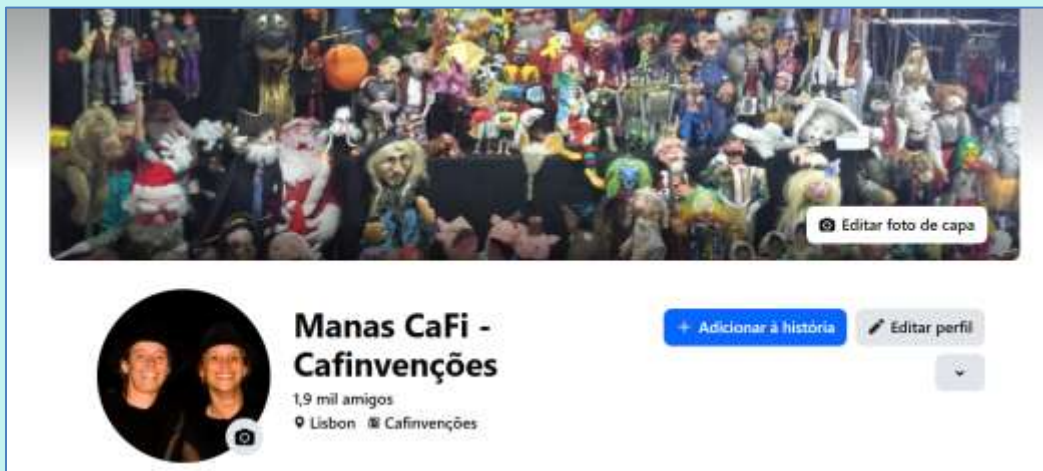 Editar foto de capa
Manas CaFi -
Cafinvenções
+ Adicionar à história
Editar perfil
1,9 mil amigos
Lisbon Cafinvenções